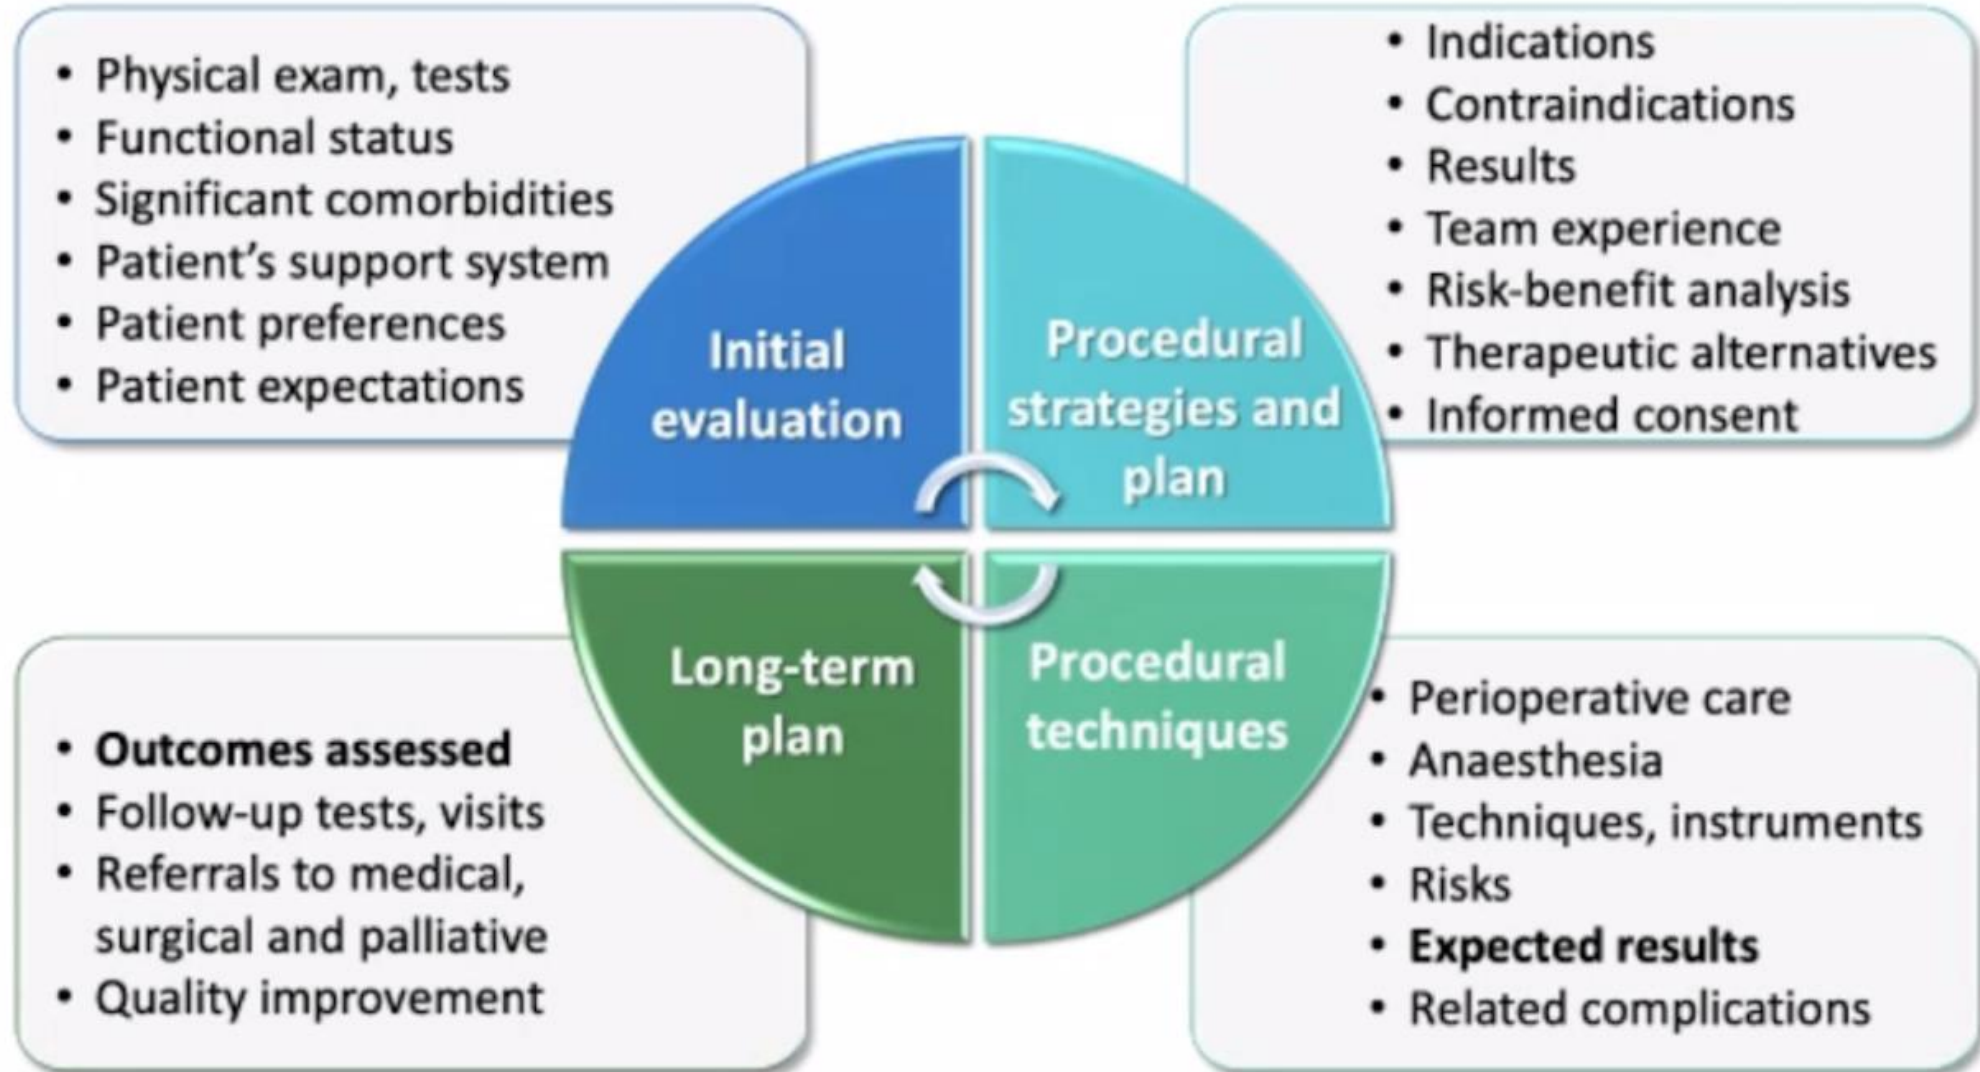 • Physical exam, tests
• Functional status
• Significant comorbidities
• Patient’s support system
• Patient preferences
• Patient expectations
Initial
evaluation
• Indications
• Contraindications
• Results
• Team experience
• Risk-benefit analysis
• Therapeutic alternatives
• Informed consent
Procedural
strategies and
plan
• Outcomes assessed
• Follow-up tests, visits
• Referrals to medical,
surgical and palliative
• Quality improvement
Long-term
plan
Procedural
techniques
• Perioperative care
• Anaesthesia
• Techniques, instruments
• Risks
• Expected results
• Related complications